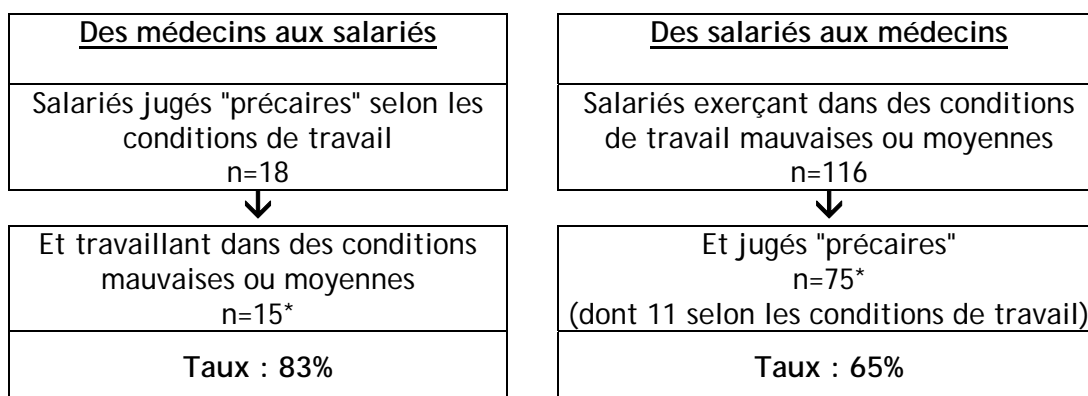 Des médecins aux salariés
Salariés jugés "précaires" selon les
conditions de travail
n=18
Et travaillant dans des conditions
mauvaises ou moyennes
n=15*
Taux : 83%
Des salariés aux médecins
Salariés exerçant dans des conditions
de travail mauvaises ou moyennes
n=116
Et jugés "précaires"
n=75*
(dont 11 selon les conditions de travail)
Taux : 65%